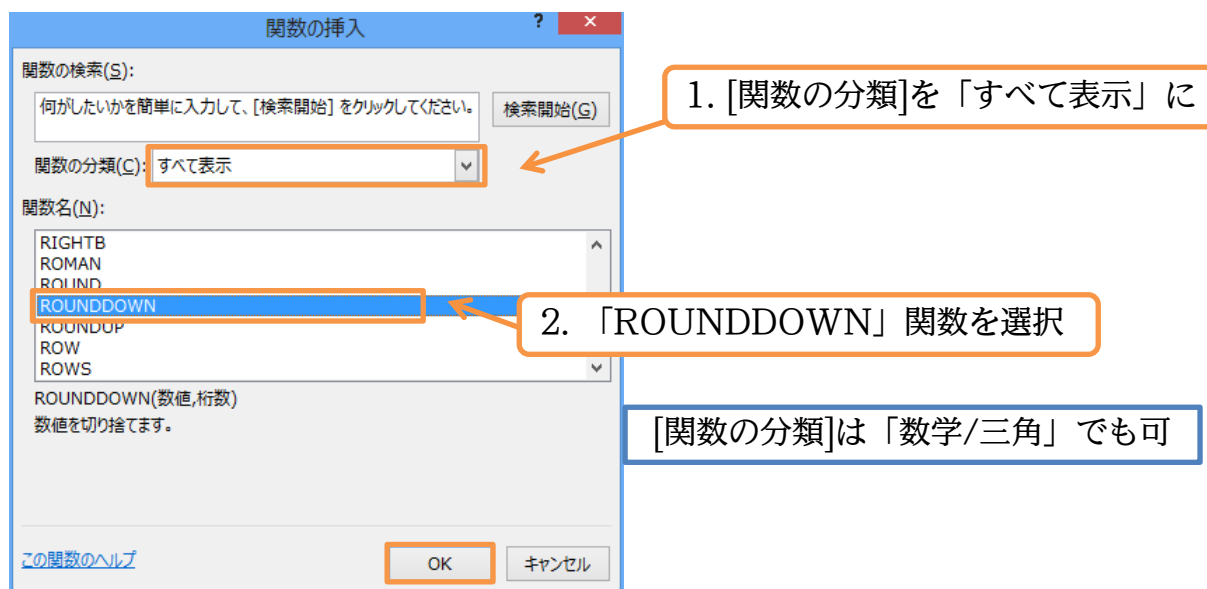 関数の挿入
? ×
関数の検索(S):
何がしたいかを簡単に入力して、[検索開始] をクリックしてください。
検索開始(G)
1. [関数の分類]を「すべて表示」に
関数の分類(C): すべて表示
関数名(N):
RIGHTB
ROMAN
ROUND
ROUNDDOWN
ROUNDUP
ROW
ROWS
2. 「ROUNDDOWN」関数を選択
ROUNDDOWN(数値,桁数)
数値を切り捨てます。
[関数の分類]は「数学/三角」でも可
この関数のヘルプ
OK
キャンセル